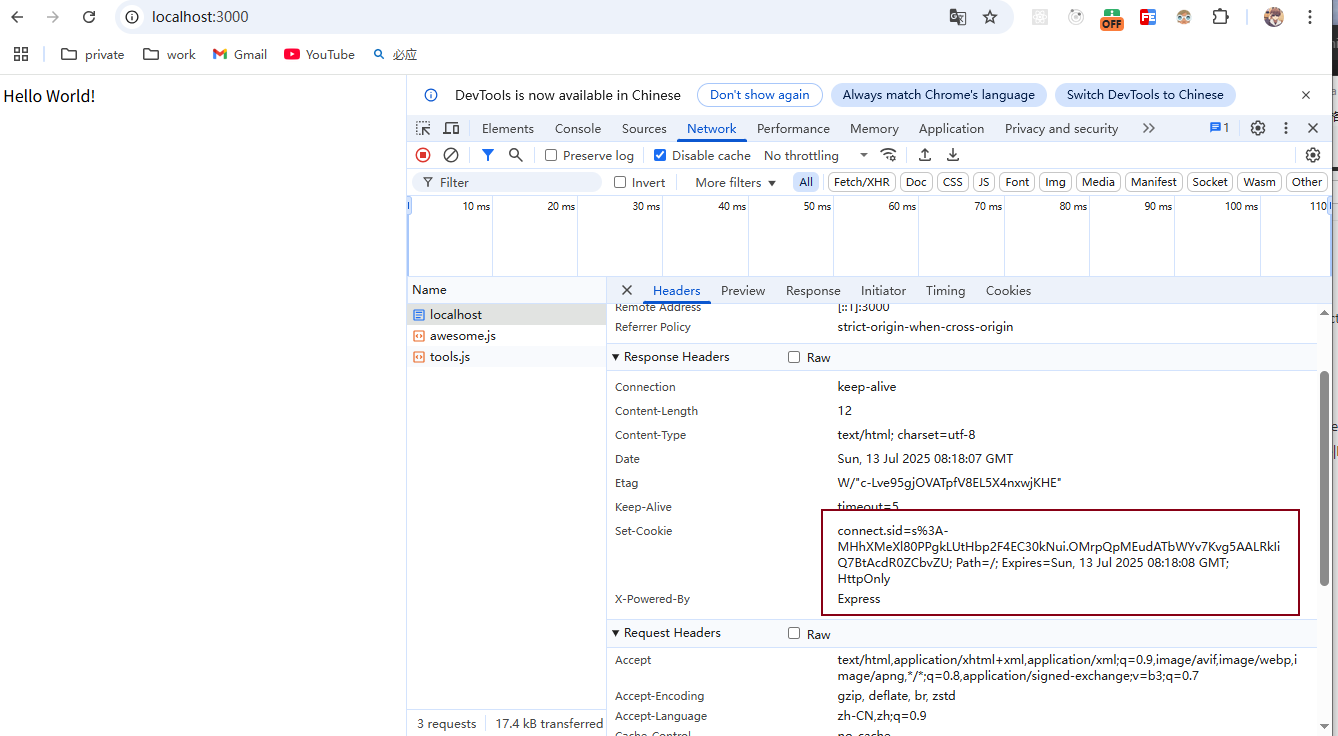 localhost:3000
OFF
private work Gmail YouTube 必应
Hello World!
DevTools is now available in Chinese Don't show again Always match Chrome's language Switch DevTools to Chinese
Elements Console Sources Network Performance Memory Application Privacy and security 1
Preserve log Disable cache No throttling
Filter Invert More filters All Fetch/XHR Doc CSS JS Font Img Media Manifest Socket Wasm Other
10 ms 20 ms 30 ms 40 ms 50 ms 60 ms 70 ms 80 ms 90 ms 100 ms 110
Name
localhost
awesome.js
tools.js
Headers Preview Response Initiator Timing Cookies
Remote Address [::1]:3000
Referrer Policy strict-origin-when-cross-origin
Response Headers Raw
Connection keep-alive
Content-Length 12
Content-Type text/html; charset=utf-8
Date Sun, 13 Jul 2025 08:18:07 GMT
Etag W/"c-Lve95gjOVATpfV8EL5X4nxwjKHE"
Keep-Alive timeout=5
Set-Cookie connect.sid=s%3A-
MHhXMeXl80PPgkLUtHbp2F4EC30kNui.OMrpQpMEudATbWYv7Kvg5AALRkIi
Q7BtAcdR0ZCbvZU; Path=/; Expires=Sun, 13 Jul 2025 08:18:08 GMT;
HttpOnly
X-Powered-By Express
Request Headers Raw
Accept text/html,application/xhtml+xml,application/xml;q=0.9,image/avif,image/webp,i
mage/apng,*/*;q=0.8,application/signed-exchange;v=b3;q=0.7
Accept-Encoding gzip, deflate, br, zstd
Accept-Language zh-CN,zh;q=0.9
Cache-Control no-cache
3 requests 17.4 kB transferred